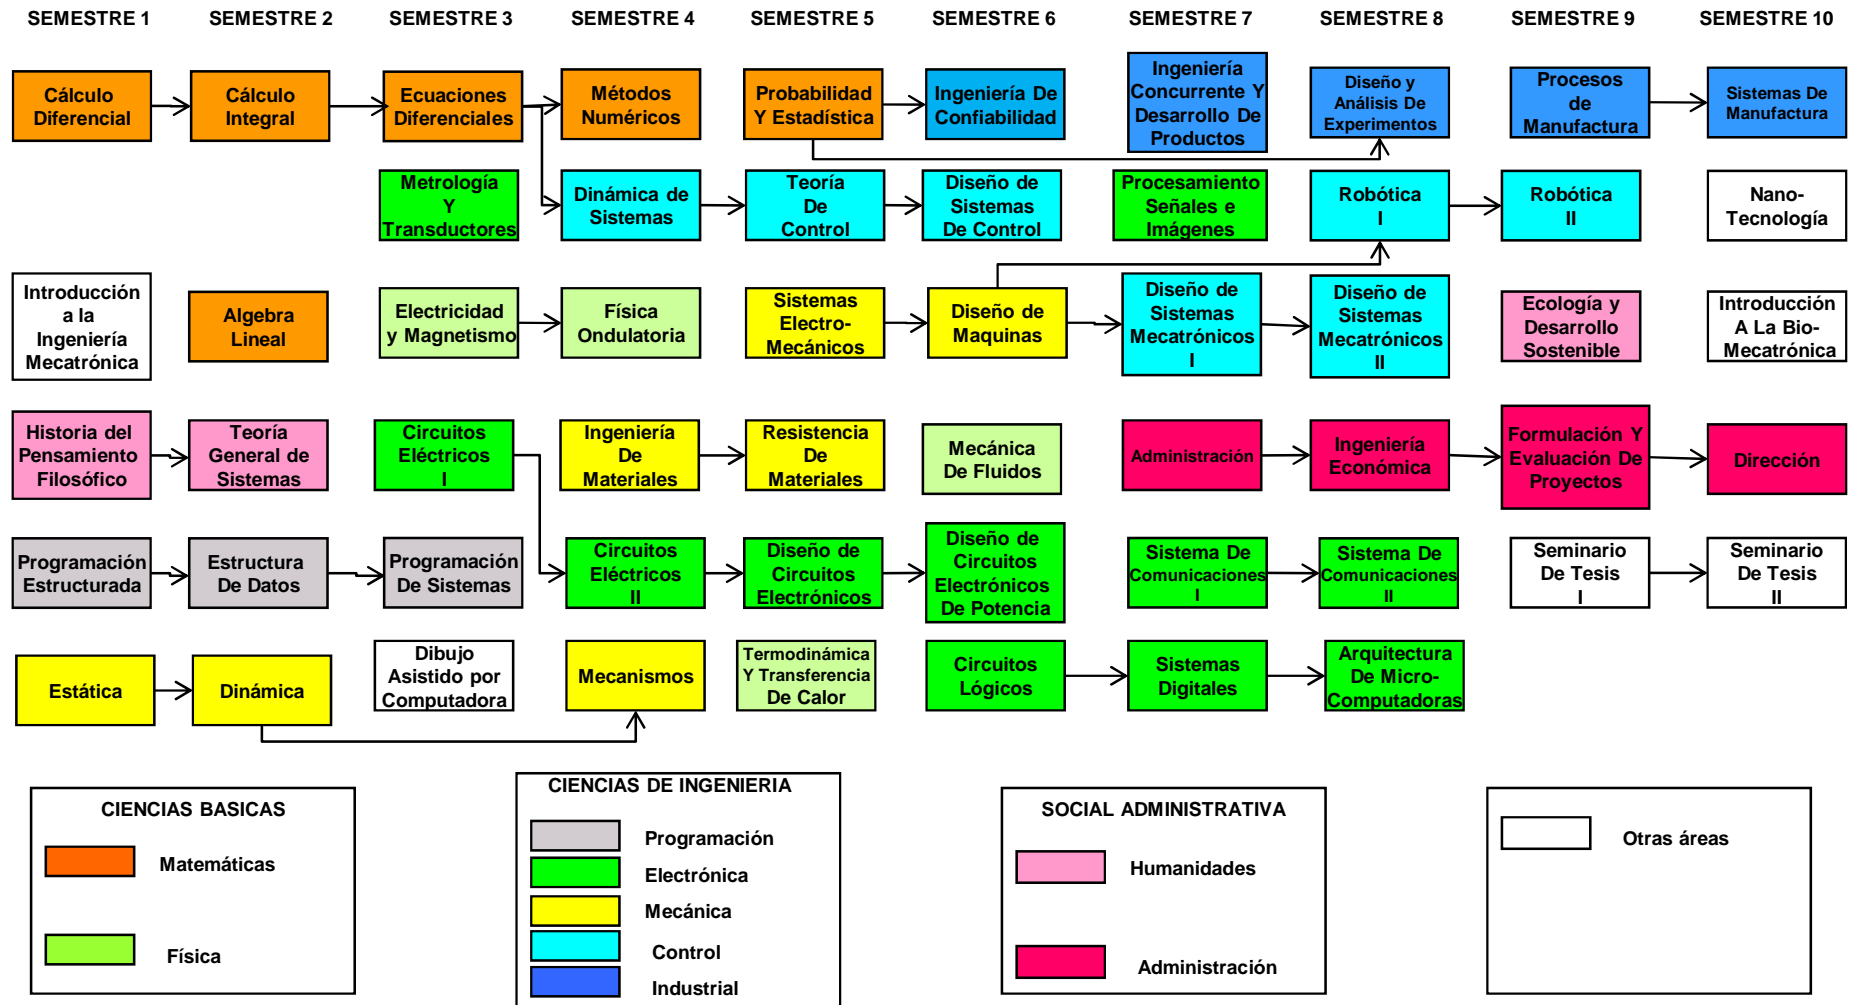 SEMESTRE 1
SEMESTRE 2
SEMESTRE 3
SEMESTRE 4
SEMESTRE 5
SEMESTRE 6
SEMESTRE 7
SEMESTRE 8
SEMESTRE 9
SEMESTRE 10
Cálculo
Diferencial
Cálculo
Integral
Ecuaciones
Diferenciales
Métodos
Numéricos
Probabilidad
Y Estadística
Ingeniería De
Confiabilidad
Ingeniería
Concurrente Y
Desarrollo De
Productos
Diseño y
Análisis De
Experimentos
Procesos
de
Manufactura
Sistemas De
Manufactura
Metrología
Y
Transductores
Dinámica de
Sistemas
Teoría
De
Control
Diseño de
Sistemas
De Control
Procesamiento
Señales e
Imágenes
Robótica
I
Robótica
II
Nano-
Tecnología
Introducción
a la
Ingeniería
Mecatrónica
Algebra
Lineal
Electricidad
y Magnetismo
Física
Ondulatoria
Sistemas
Electro-
Mecánicos
Diseño de
Maquinas
Diseño de
Sistemas
Mecatrónicos
I
Diseño de
Sistemas
Mecatrónicos
II
Ecología y
Desarrollo
Sostenible
Introducción
A La Bio-
Mecatrónica
Historia del
Pensamiento
Filosófico
Teoría
General de
Sistemas
Circuitos
Eléctricos
I
Ingeniería
De
Materiales
Resistencia
De
Materiales
Mecánica
De Fluidos
Administración
Ingeniería
Económica
Formulación Y
Evaluación De
Proyectos
Dirección
Programación
Estructurada
Estructura
De Datos
Programación
De Sistemas
Circuitos
Eléctricos
II
Diseño de
Circuitos
Electrónicos
Diseño de
Circuitos
Electrónicos
De Potencia
Sistema De
Comunicaciones
I
Sistema De
Comunicaciones
II
Seminario
De Tesis
I
Seminario
De Tesis
II
Estática
Dinámica
Dibujo
Asistido por
Computadora
Mecanismos
Termodinámica
Y Transferencia
De Calor
Circuitos
Lógicos
Sistemas
Digitales
Arquitectura
De Micro-
Computadoras
CIENCIAS BASICAS
Matemáticas
Física
CIENCIAS DE INGENIERIA
Programación
Electrónica
Mecánica
Control
Industrial
SOCIAL ADMINISTRATIVA
Humanidades
Administración
Otras áreas